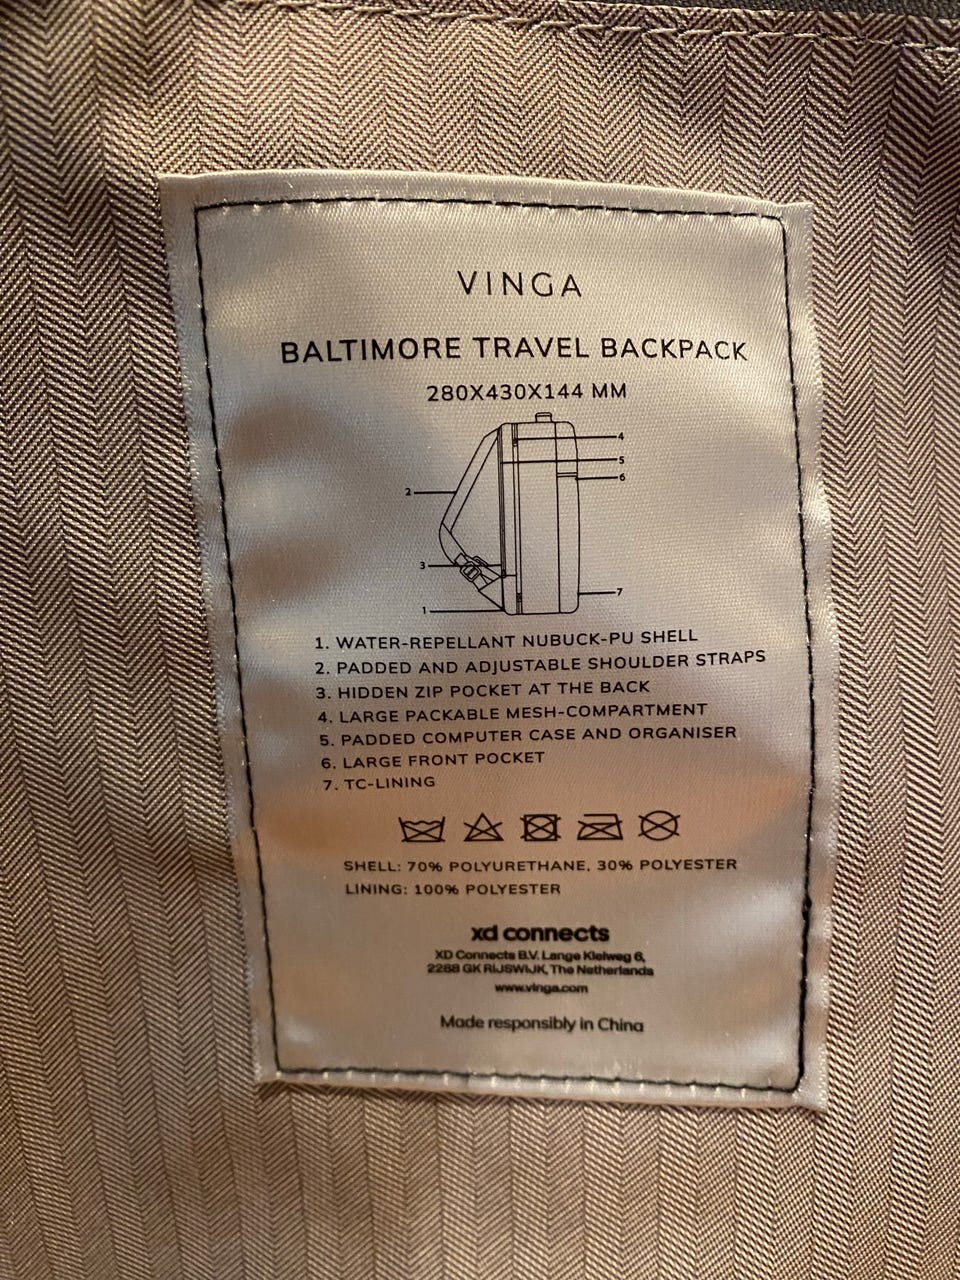 VINGA
BALTIMORE TRAVEL BACKPACK
280X430X144 MM
4
5
6
2
3
7
1
1. WATER-REPELLANT NUBUCK-PU SHELL
2. PADDED AND ADJUSTABLE SHOULDER STRAPS
3. HIDDEN ZIP POCKET AT THE BACK
4. LARGE PACKABLE MESH-COMPARTMENT
5. PADDED COMPUTER CASE AND ORGANISER
6. LARGE FRONT POCKET
7. TC-LINING
SHELL: 70% POLYURETHANE, 30% POLYESTER
LINING: 100% POLYESTER
xd connects
XD Connects B.V. Lange Kleiweg 6,
2288 GK RIJSWIJK, The Netherlands
www.vinga.com
Made responsibly in China